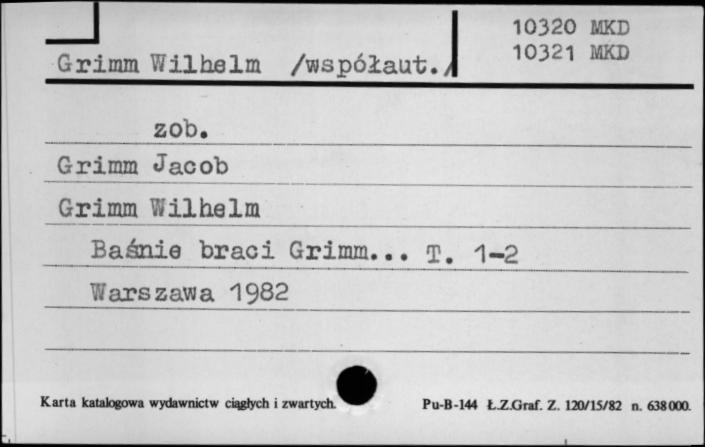 10320 MKD
Grimm Wilhelm /współaut./ 10321 MKD
zob.
Grimm Jacob
Grimm Wilhelm
Baśnie braci Grimm... T. 1-2
Warszawa 1982
Karta katalogowa wydawnictw ciągłych i zwartych. Pu-B-144 Ł.Z.Graf. Z. 120/15/82 n. 638000.